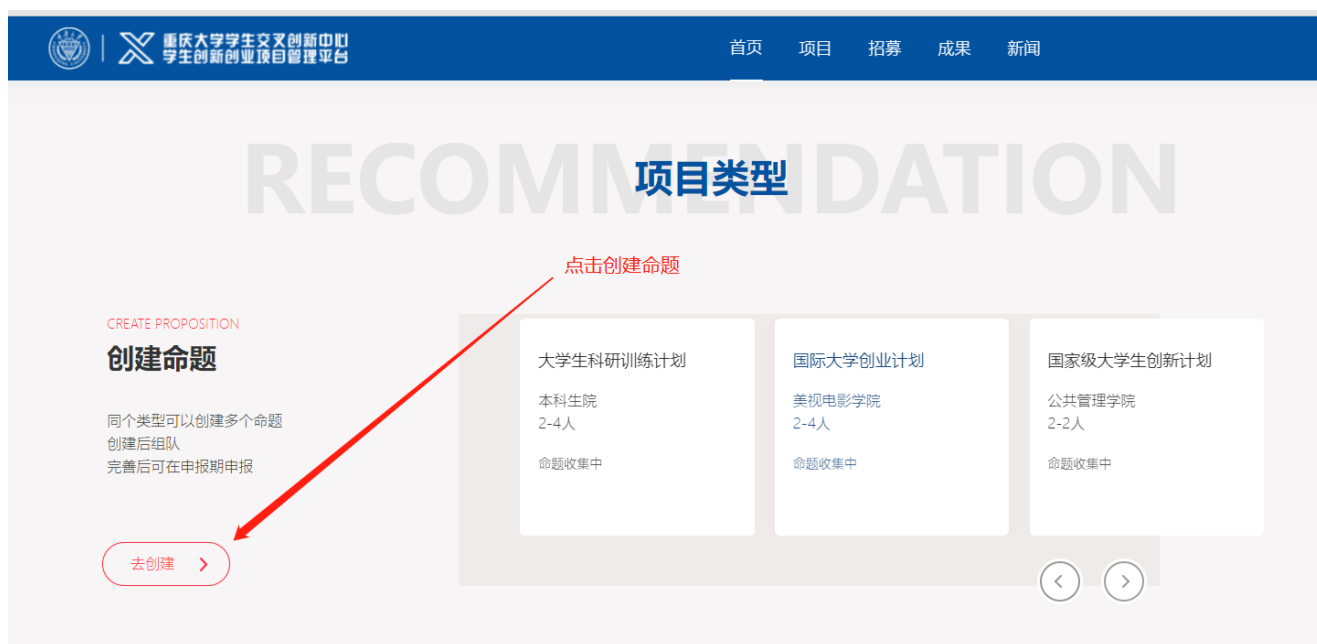 重庆大学学生交叉创新中心
学生创新创业项目管理平台
首页 项目 招募 成果 新闻
RECOMMENDATION
项目类型
点击创建命题
CREATE PROPOSITION
创建命题
同个类型可以创建多个命题
创建后组队
完善后可在申报期申报
去创建
大学生科研训练计划
本科生院
2-4人
命题收集中
国际大学创业计划
美视电影学院
2-4人
命题收集中
国家级大学生创新计划
公共管理学院
2-2人
命题收集中